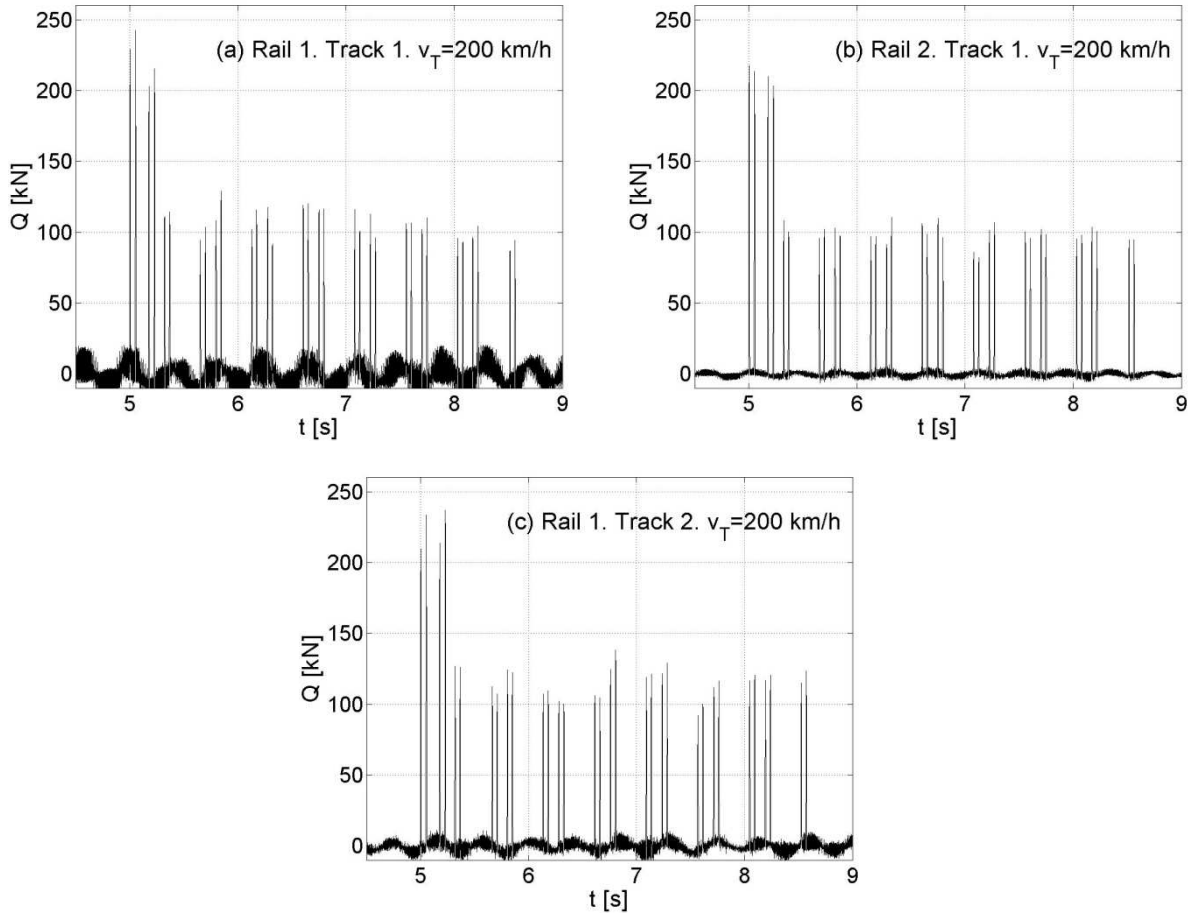 (a) Rail 1. Track 1. v_T=200 km/h
250
200
150
100
50
0
Q [kN]
5 6 7 8 9
t [s]
(b) Rail 2. Track 1. v_T=200 km/h
250
200
150
100
50
0
Q [kN]
5 6 7 8 9
t [s]
(c) Rail 1. Track 2. v_T=200 km/h
250
200
150
100
50
0
Q [kN]
5 6 7 8 9
t [s]